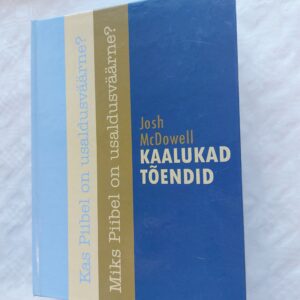 Kas Piibel on usaldusväärne?
Miks Piibel on usaldusväärne?
Josh
McDowell
KAALUKAD
TÕENDID